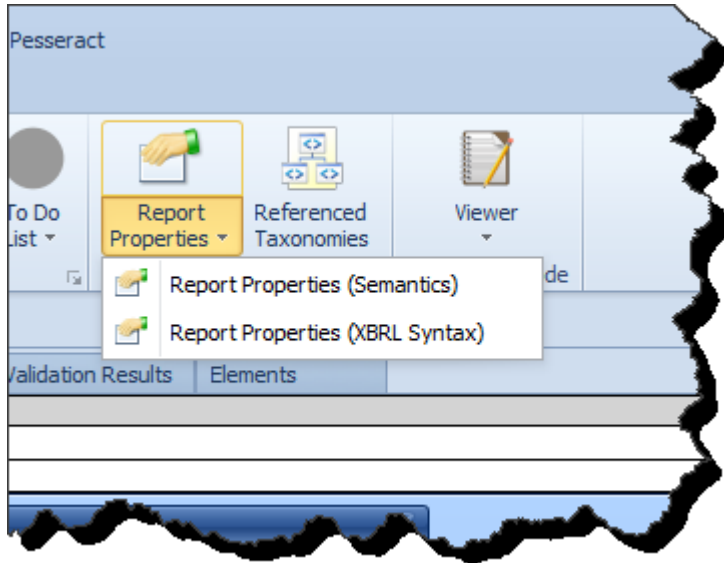 Pesseract
To Do
List
Report
Properties
Referenced
Taxonomies
Viewer
de
Report Properties (Semantics)
Report Properties (XBRL Syntax)
Validation Results
Elements